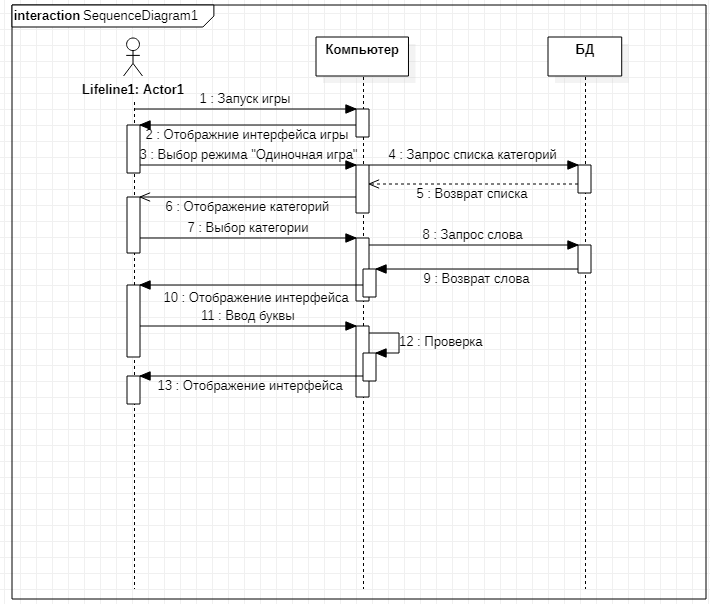 interaction SequenceDiagram1
Компьютер
БД
Lifeline1: Actor1
1 : Запуск игры
2 : Отображние интерфейса игры
3 : Выбор режима "Одиночная игра"
4 : Запрос списка категорий
5 : Возврат списка
6 : Отображение категорий
7 : Выбор категории
8 : Запрос слова
9 : Возврат слова
10 : Отображение интерфейса
11 : Ввод буквы
12 : Проверка
13 : Отображение интерфейса